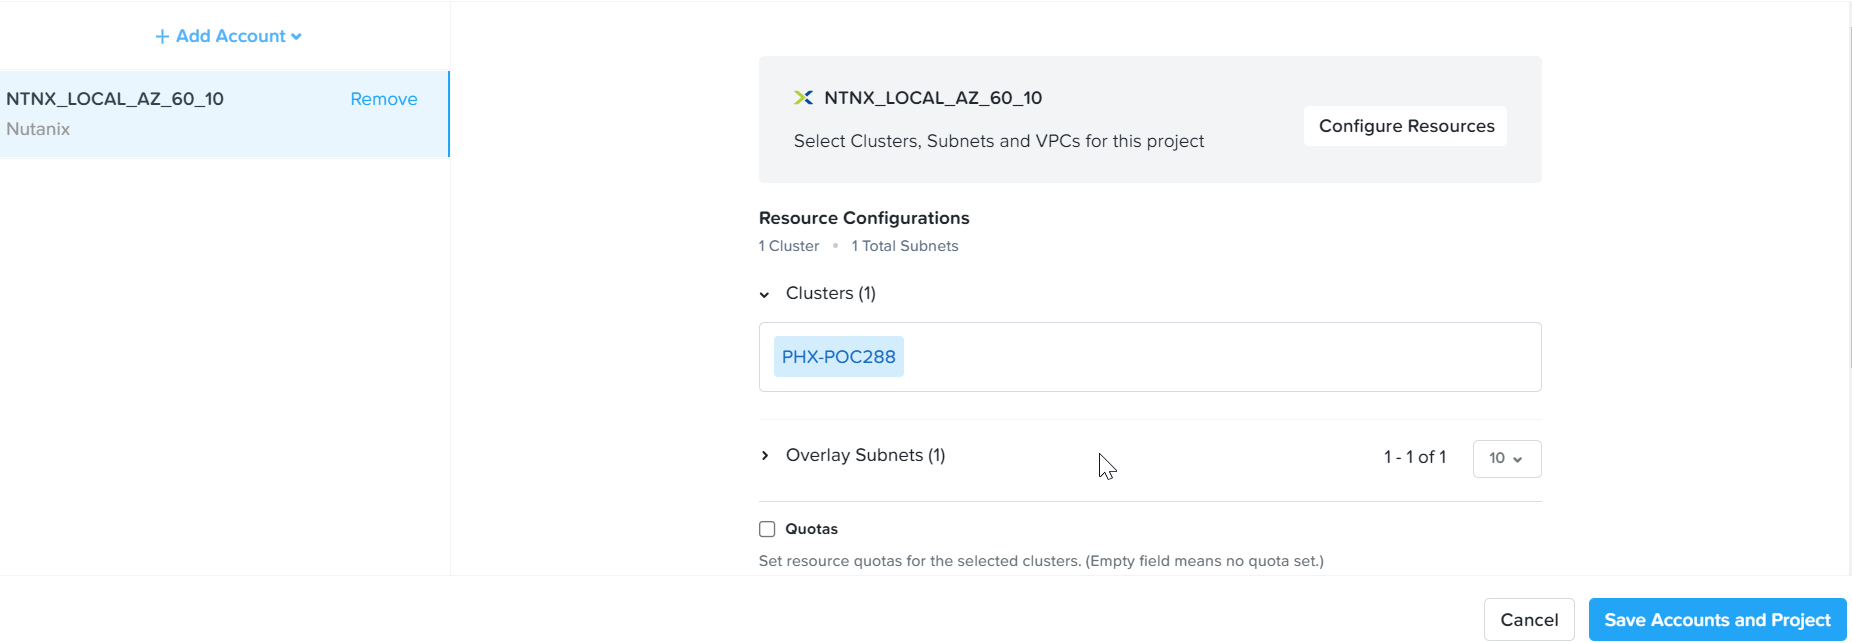 + Add Account
NTNX_LOCAL_AZ_60_10
Remove
Nutanix
NTNX_LOCAL_AZ_60_10
Select Clusters, Subnets and VPCs for this project
Configure Resources
Resource Configurations
1 Cluster • 1 Total Subnets
Clusters (1)
PHX-POC288
Overlay Subnets (1)
1 - 1 of 1
10
Quotas
Set resource quotas for the selected clusters. (Empty field means no quota set.)
Cancel
Save Accounts and Project